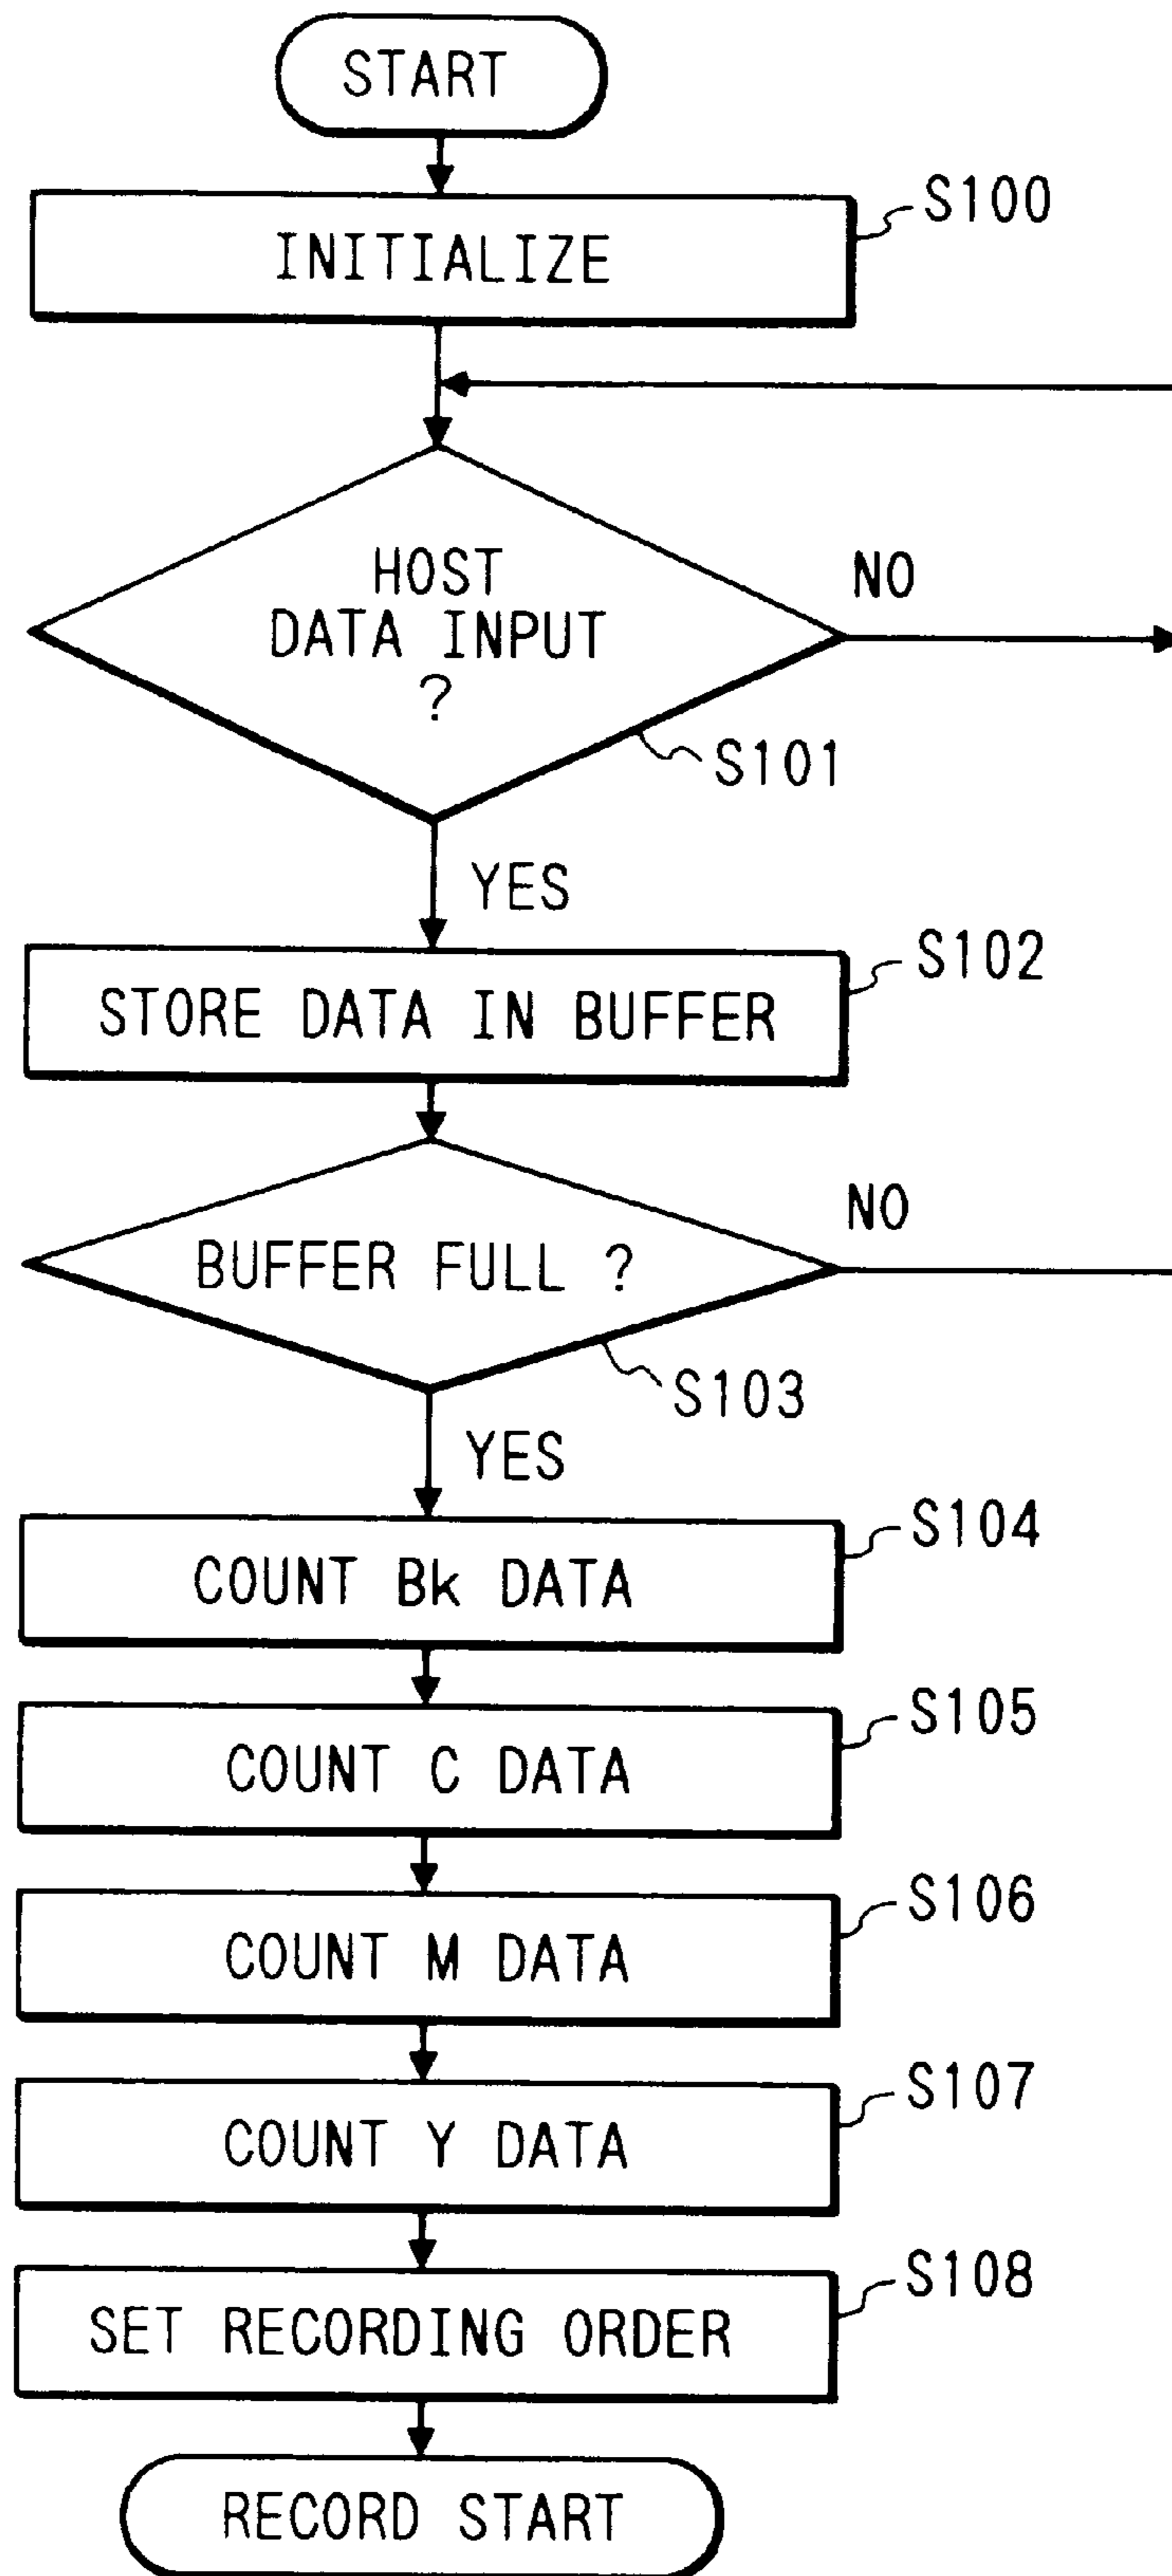 START
INITIALIZE
S100
HOST
DATA INPUT
?
NO
S101
YES
STORE DATA IN BUFFER
S102
BUFFER FULL ?
NO
S103
YES
COUNT Bk DATA
S104
COUNT C DATA
S105
COUNT M DATA
S106
COUNT Y DATA
S107
SET RECORDING ORDER
S108
RECORD START